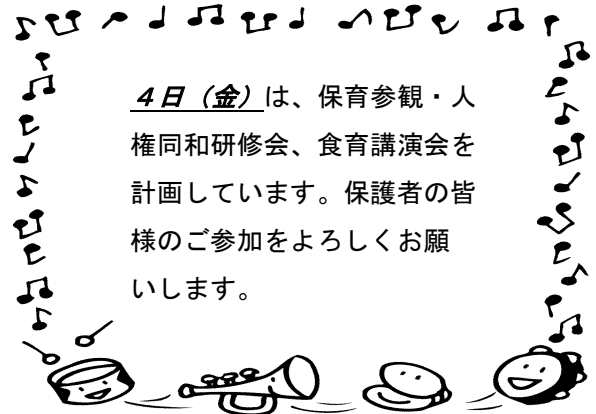 ４日（金）は、保育参観・人
権同和研修会、食育講演会を
計画しています。保護者の皆
様のご参加をよろしくお願
いします。